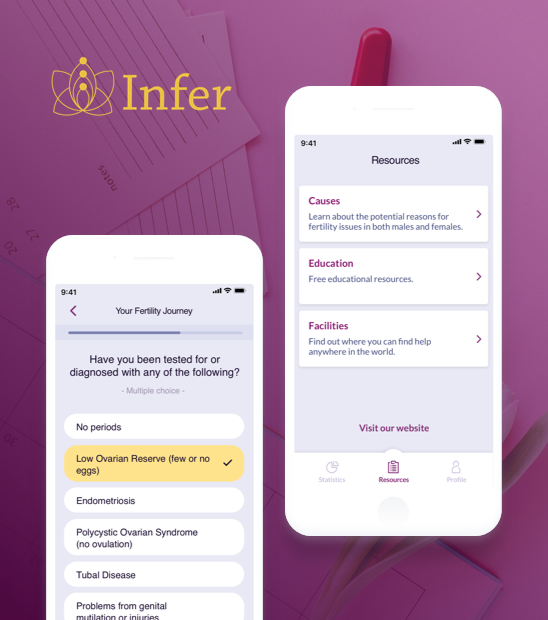 Infer
notes
28
27
20
30
9:41
Resources
Causes
Learn about the potential reasons for
fertility issues in both males and females.
Education
Free educational resources.
Facilities
Find out where you can find help
anywhere in the world.
Visit our website
Statistics
Resources
Profile
9:41
Your Fertility Journey
Have you been tested for or
diagnosed with any of the following?
- Multiple choice -
No periods
Low Ovarian Reserve (few or no
eggs)
Endometriosis
Polycystic Ovarian Syndrome
(no ovulation)
Tubal Disease
Problems from genital
mutilation or injuries